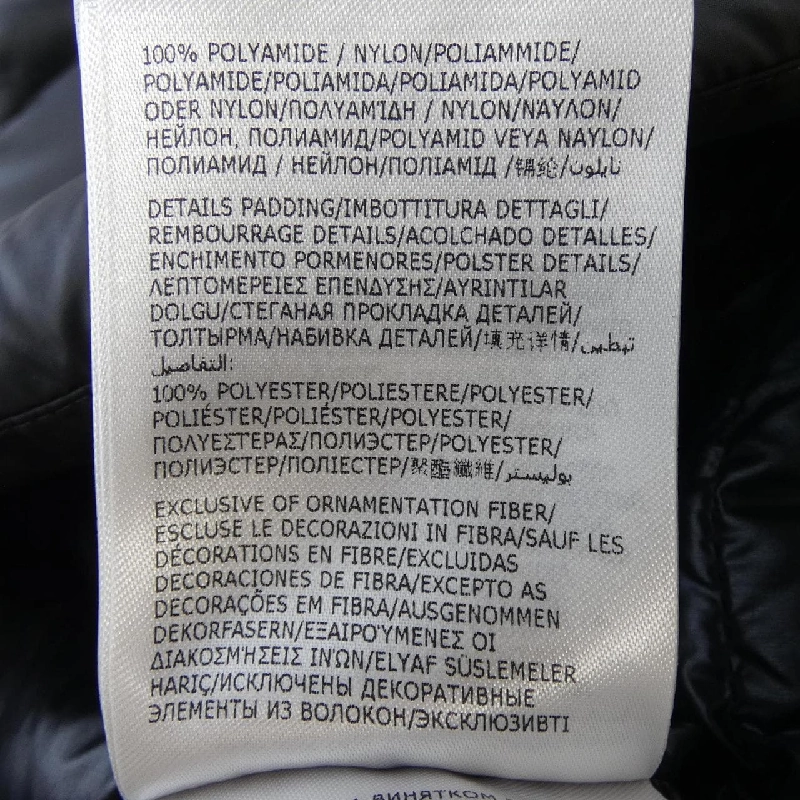 100% POLYAMIDE / NYLON/POLIAMMIDE/
POLYAMIDE/POLIAMIDA/POLIAMIDA/POLYAMID
ODER NYLON/ΠΟΛΥΑΜΊΔΗ / NYLON/ΝΆΥΛΟΝ/
НЕЙЛОН, ПОЛИАМИД/POLYAMID VEYA NAYLON/
ПОЛИАМИД / НЕЙЛОН/ПОЛІАМІД /锦纶/نايلون
DETAILS PADDING/IMBOTTITURA DETTAGLI/
REMBOURRAGE DETAILS/ACOLCHADO DETALLES/
ENCHIMENTO PORMENORES/POLSTER DETAILS/
ΛΕΠΤΟΜΕΡΕΙΕΣ ΕΠΕΝΔΥΣΗΣ/AYRINTILAR
DOLGU/СТЕГАНАЯ ПРОКЛАДКА ДЕТАЛЕЙ/
ТОЛТЫРМА/НАБИВКА ДЕТАЛЕЙ/填充详情/تبطين
التفاصيل:
100% POLYESTER/POLIESTERE/POLYESTER/
POLIÉSTER/POLIÉSTER/POLYESTER/
ΠΟΛΥΕΣΤΕΡΑΣ/ПОЛИЭСТЕР/POLYESTER/
ПОЛИЭСТЕР/ПОЛІЕСТЕР/聚酯纖維/بوليستر
EXCLUSIVE OF ORNAMENTATION FIBER/
ESCLUSE LE DECORAZIONI IN FIBRA/SAUF LES
DÉCORATIONS EN FIBRE/EXCLUIDAS
DECORACIONES DE FIBRA/EXCEPTO AS
DECORAÇÕES EM FIBRA/AUSGENOMMEN
DEKORFASERN/ΕΞΑΙΡΟΎΜΕΝΕΣ ΟΙ
ΔΙΑΚΟΣΜΉΣΕΙΣ ΙΝΏΝ/ELYAF SÜSLEMELER
HARIÇ/ИСКЛЮЧЕНЫ ДЕКОРАТИВНЫЕ
ЭЛЕМЕНТЫ ИЗ ВОЛОКОН/ЭКСКЛЮЗИВТІ
ВИНЯТКОМ